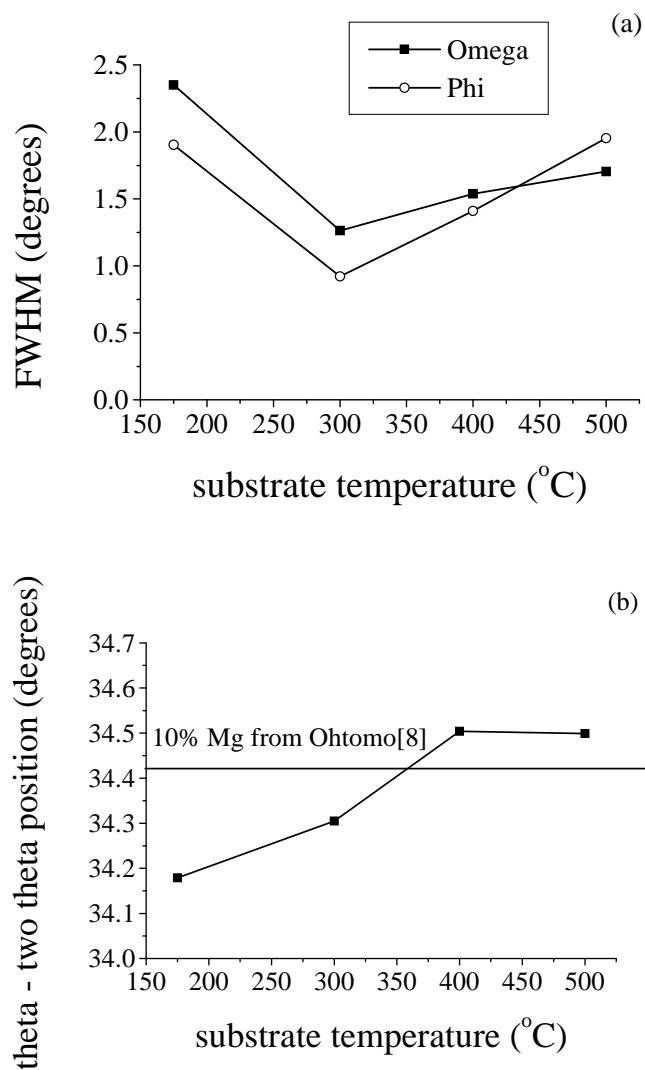 (a)
Omega
Phi
2.5
2.0
1.5
1.0
0.5
0.0
FWHM (degrees)
150 200 250 300 350 400 450 500
substrate temperature (°C)
(b)
34.7
34.6
34.5
34.4
34.3
34.2
34.1
34.0
theta - two theta position (degrees)
10% Mg from Ohtomo[8]
150 200 250 300 350 400 450 500
substrate temperature (°C)